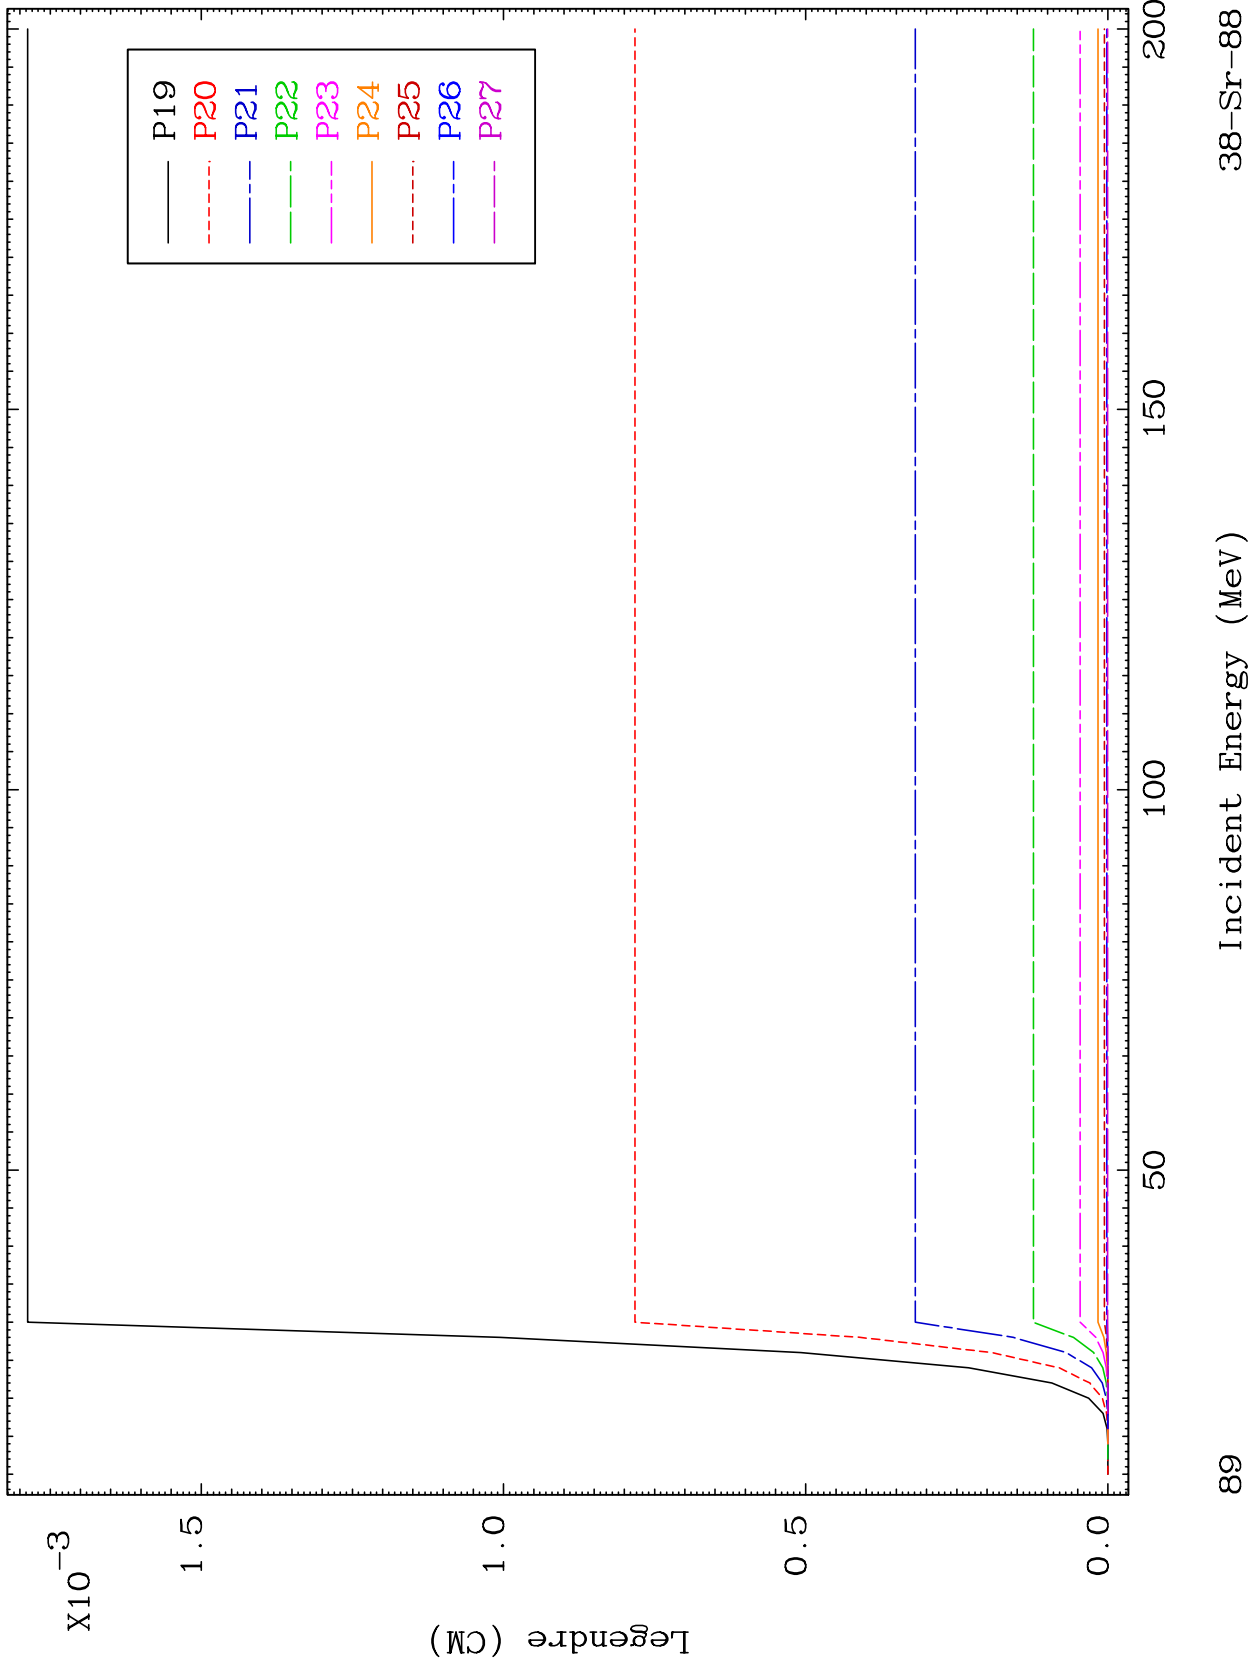 X10-3
Legendre (CM)
1.5
1.0
0.5
0.0
P19
P20
P21
P22
P23
P24
P25
P26
P27
50
100
150
200
89
Incident Energy (MeV)
38-Sr-88